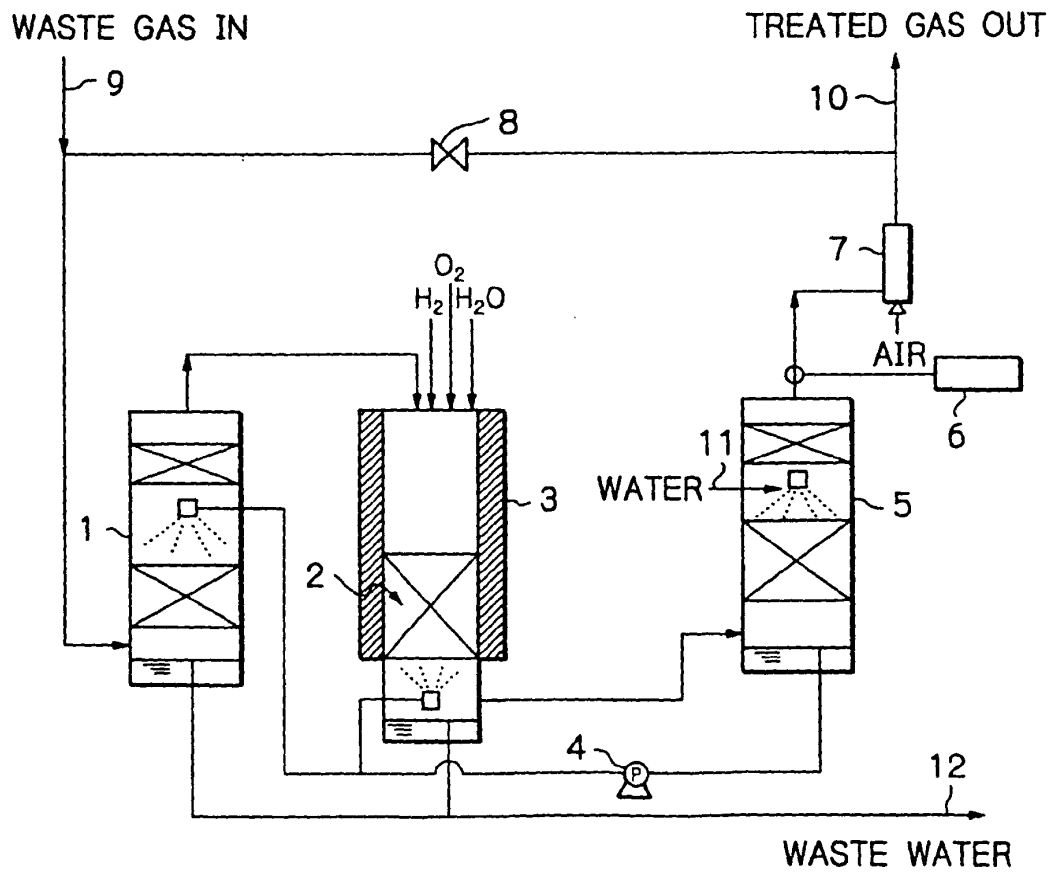 WASTE GAS IN
TREATED GAS OUT
9
10
8
7
O2
H2
H2O
AIR
6
11
WATER
5
3
1
2
4
P
12
WASTE WATER